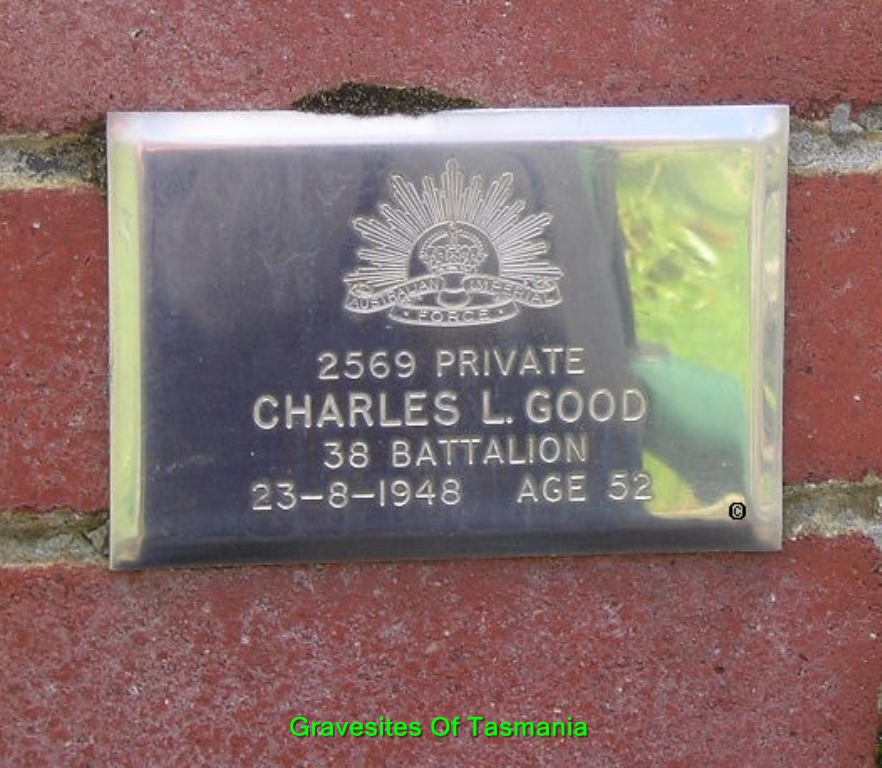 AUSTRALIAN IMPERIAL
· FORCE ·
2569 PRIVATE
CHARLES L. GOOD
38 BATTALION
23-8-1948 AGE 52
©
Gravesites Of Tasmania